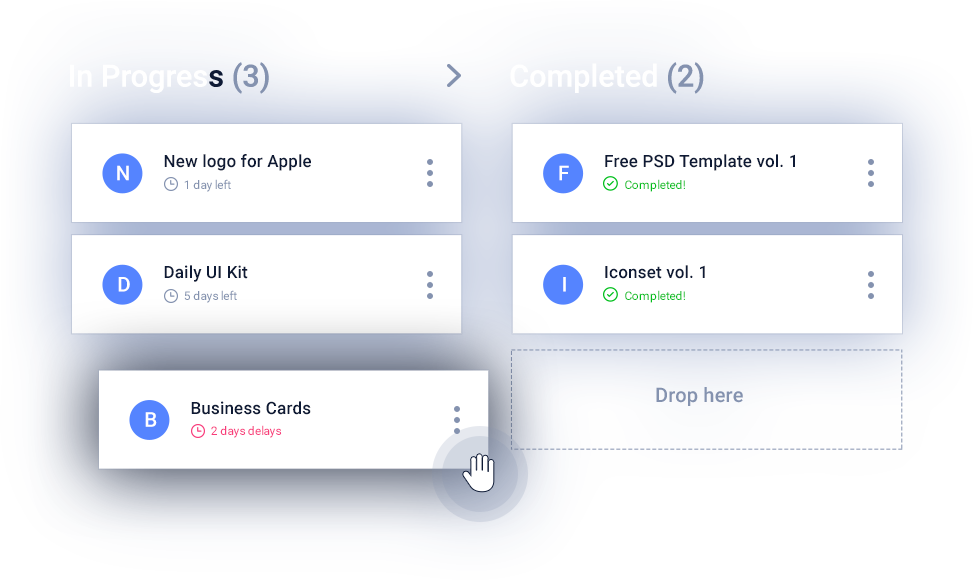 In Progress (3)
N
New logo for Apple
1 day left
D
Daily UI Kit
5 days left
B
Business Cards
2 days delays
Completed (2)
F
Free PSD Template vol. 1
Completed!
I
Iconset vol. 1
Completed!
Drop here